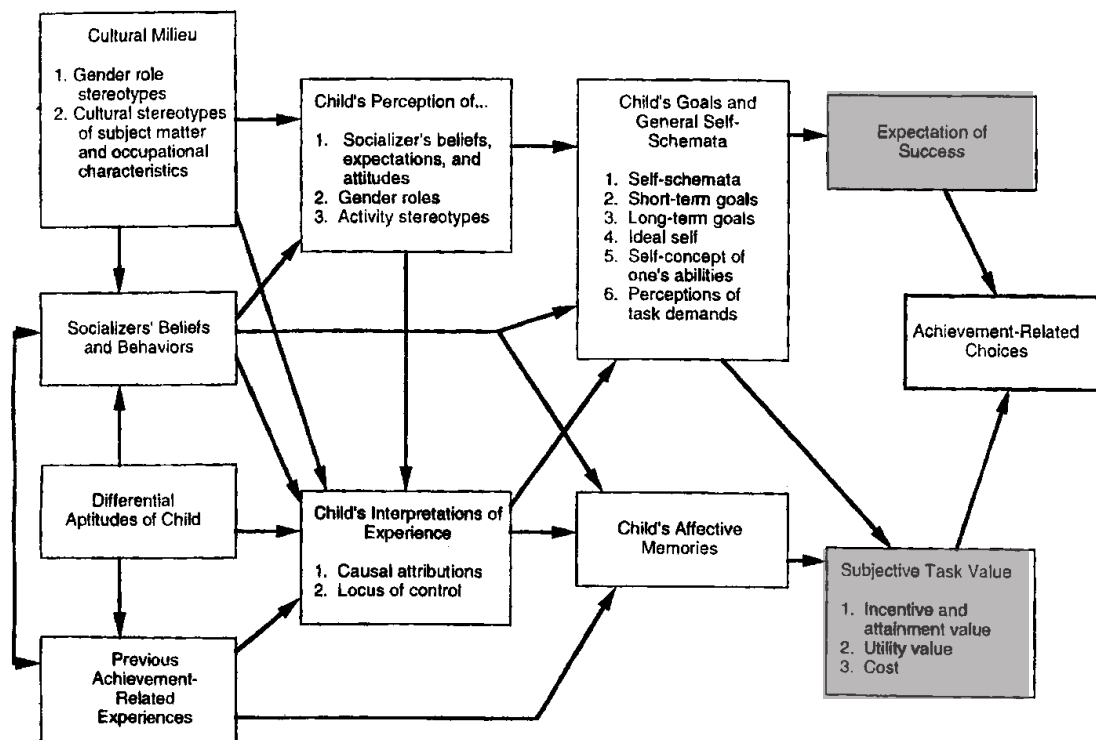 Cultural Milieu
1. Gender role
stereotypes
2. Cultural stereotypes
of subject matter
and occupational
characteristics
Socializers' Beliefs
and Behaviors
Differential
Aptitudes of Child
Previous
Achievement-
Related
Experiences
Child's Perception of...
1. Socializer's beliefs,
expectations, and
attitudes
2. Gender roles
3. Activity stereotypes
Child's Interpretations of
Experience
1. Causal attributions
2. Locus of control
Child's Goals and
General Self-
Schemata
1. Self-schemata
2. Short-term goals
3. Long-term goals
4. Ideal self
5. Self-concept of
one's abilities
6. Perceptions of
task demands
Child's Affective
Memories
Expectation of
Success
Achievement-Related
Choices
Subjective Task Value
1. Incentive and
attainment value
2. Utility value
3. Cost